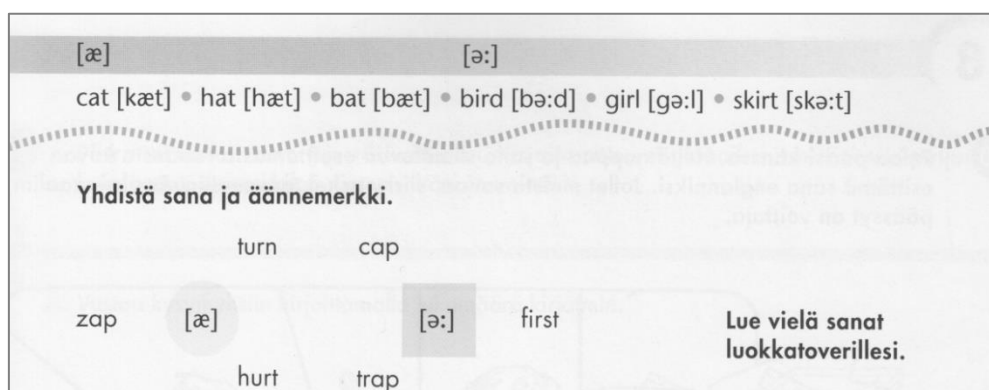 [æ] [ə:]
cat [kæt] • hat [hæt] • bat [bæt] • bird [bə:d] • girl [gə:l] • skirt [skə:t]
Yhdistä sana ja äännemerkki.
turn cap
zap [æ] [ə:] first
Lue vielä sanat
luokkatoverillesi.
hurt trap